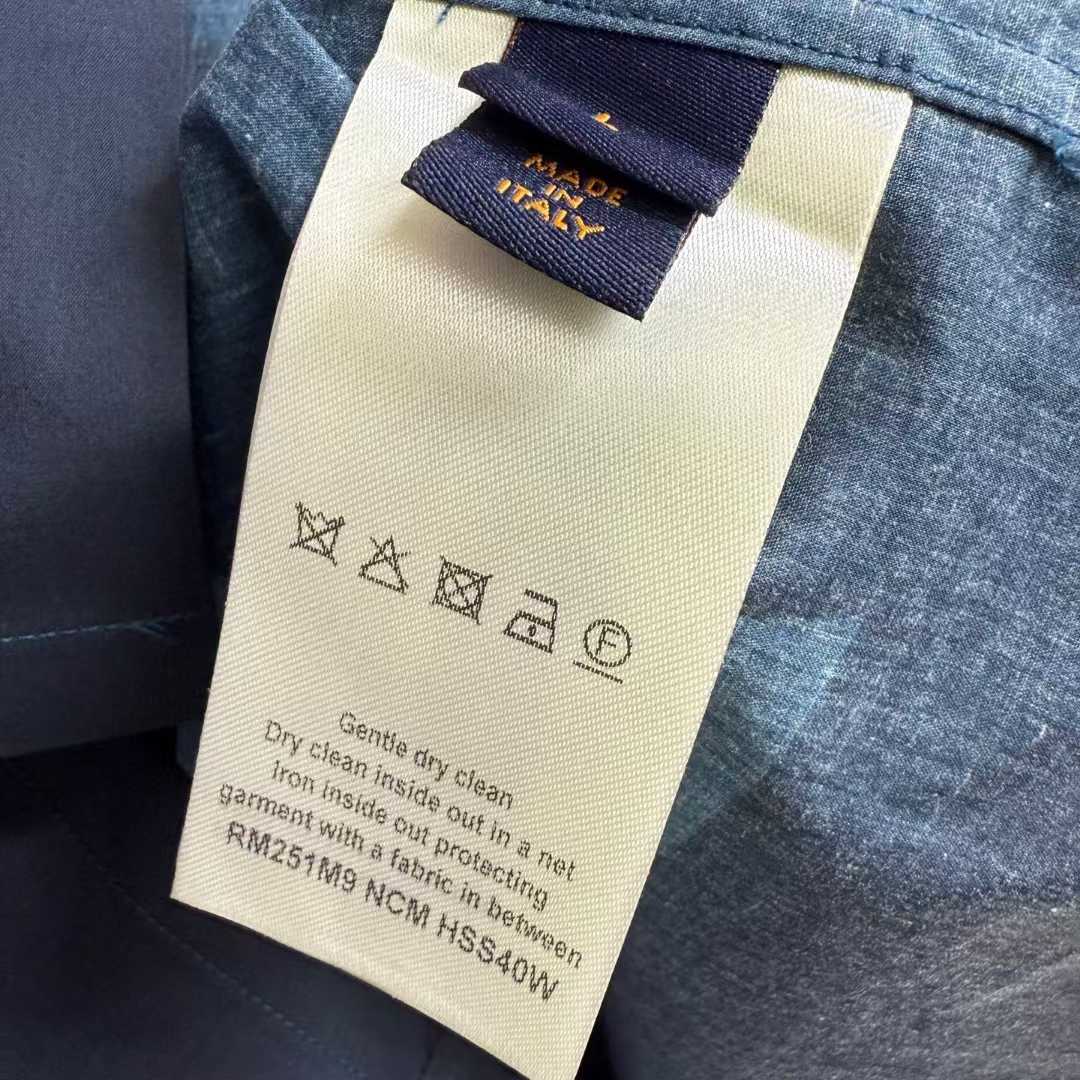 L
MADE
IN
ITALY
F
Gentle dry clean
Dry clean inside out in a net
Iron inside out protecting
garment with a fabric in between
RM251M9 NCM HSS40W